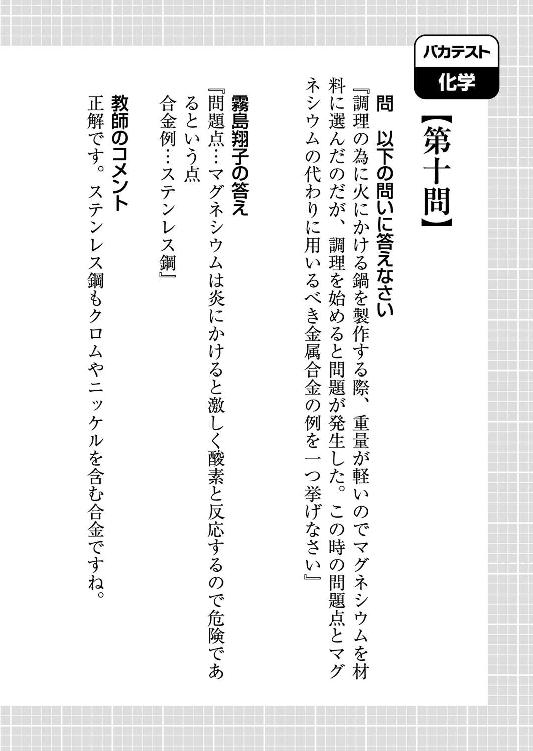 バカテスト
化学
【第十問】
問　以下の問いに答えなさい
『調理の為に火にかける鍋を製作する際、重量が軽いのでマグネシウムを材
料に選んだのだが、調理を始めると問題が発生した。この時の問題点とマグ
ネシウムの代わりに用いるべき金属合金の例を一つ挙げなさい』
霧島翔子の答え
『問題点…マグネシウムは炎にかけると激しく酸素と反応するので危険であ
るという点
合金例…ステンレス鋼』
教師のコメント
正解です。ステンレス鋼もクロムやニッケルを含む合金ですね。